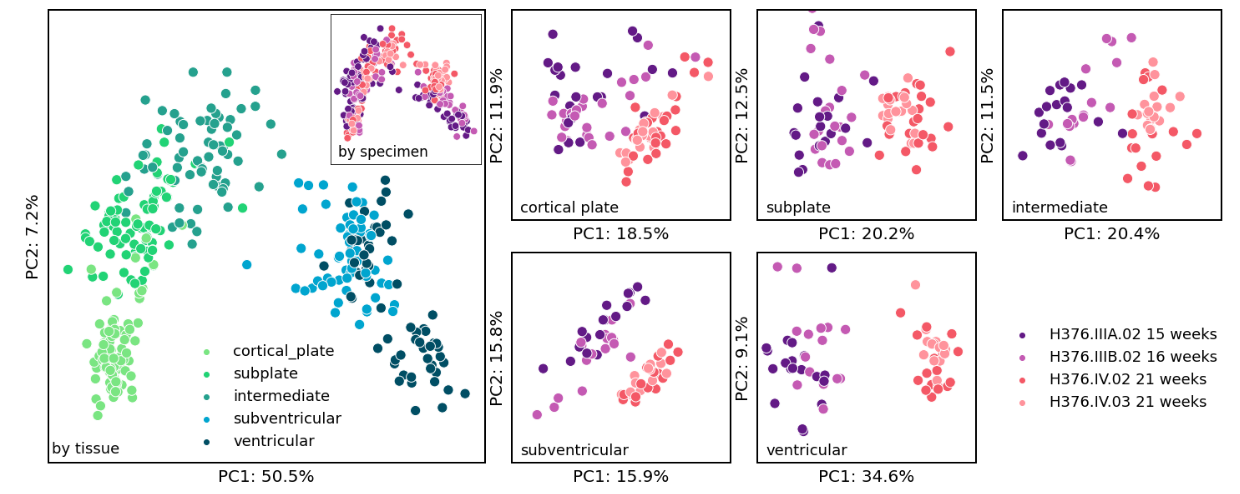 by specimen
PC2: 7.2%
cortical_plate
subplate
intermediate
subventricular
ventricular
by tissue
PC1: 50.5%
PC2: 11.9%
cortical plate
PC1: 18.5%
PC2: 12.5%
subplate
PC1: 20.2%
PC2: 11.5%
intermediate
PC1: 20.4%
PC2: 15.8%
subventricular
PC1: 15.9%
PC2: 9.1%
ventricular
PC1: 34.6%
H376.IIIA.02 15 weeks
H376.IIIB.02 16 weeks
H376.IV.02 21 weeks
H376.IV.03 21 weeks